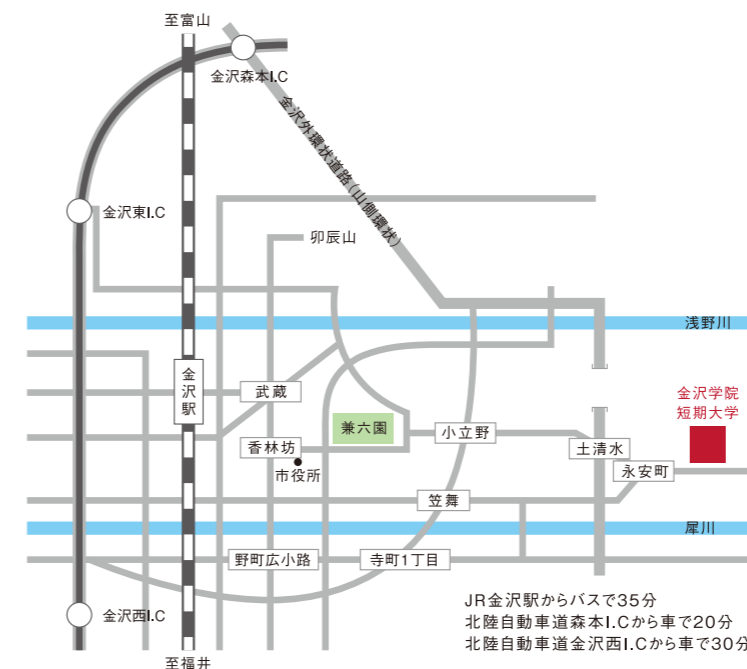 至富山
金沢森本I.C
金沢外環状道路(山側環状)
金沢東I.C
卯辰山
浅野川
金沢駅
武蔵
金沢学院
短期大学
兼六園
小立野
香林坊
土清水
市役所
永安町
笠舞
犀川
野町広小路
寺町1丁目
金沢西I.C
至福井
JR金沢駅からバスで35分
北陸自動車道森本I.Cから車で20分
北陸自動車道金沢西I.Cから車で30分